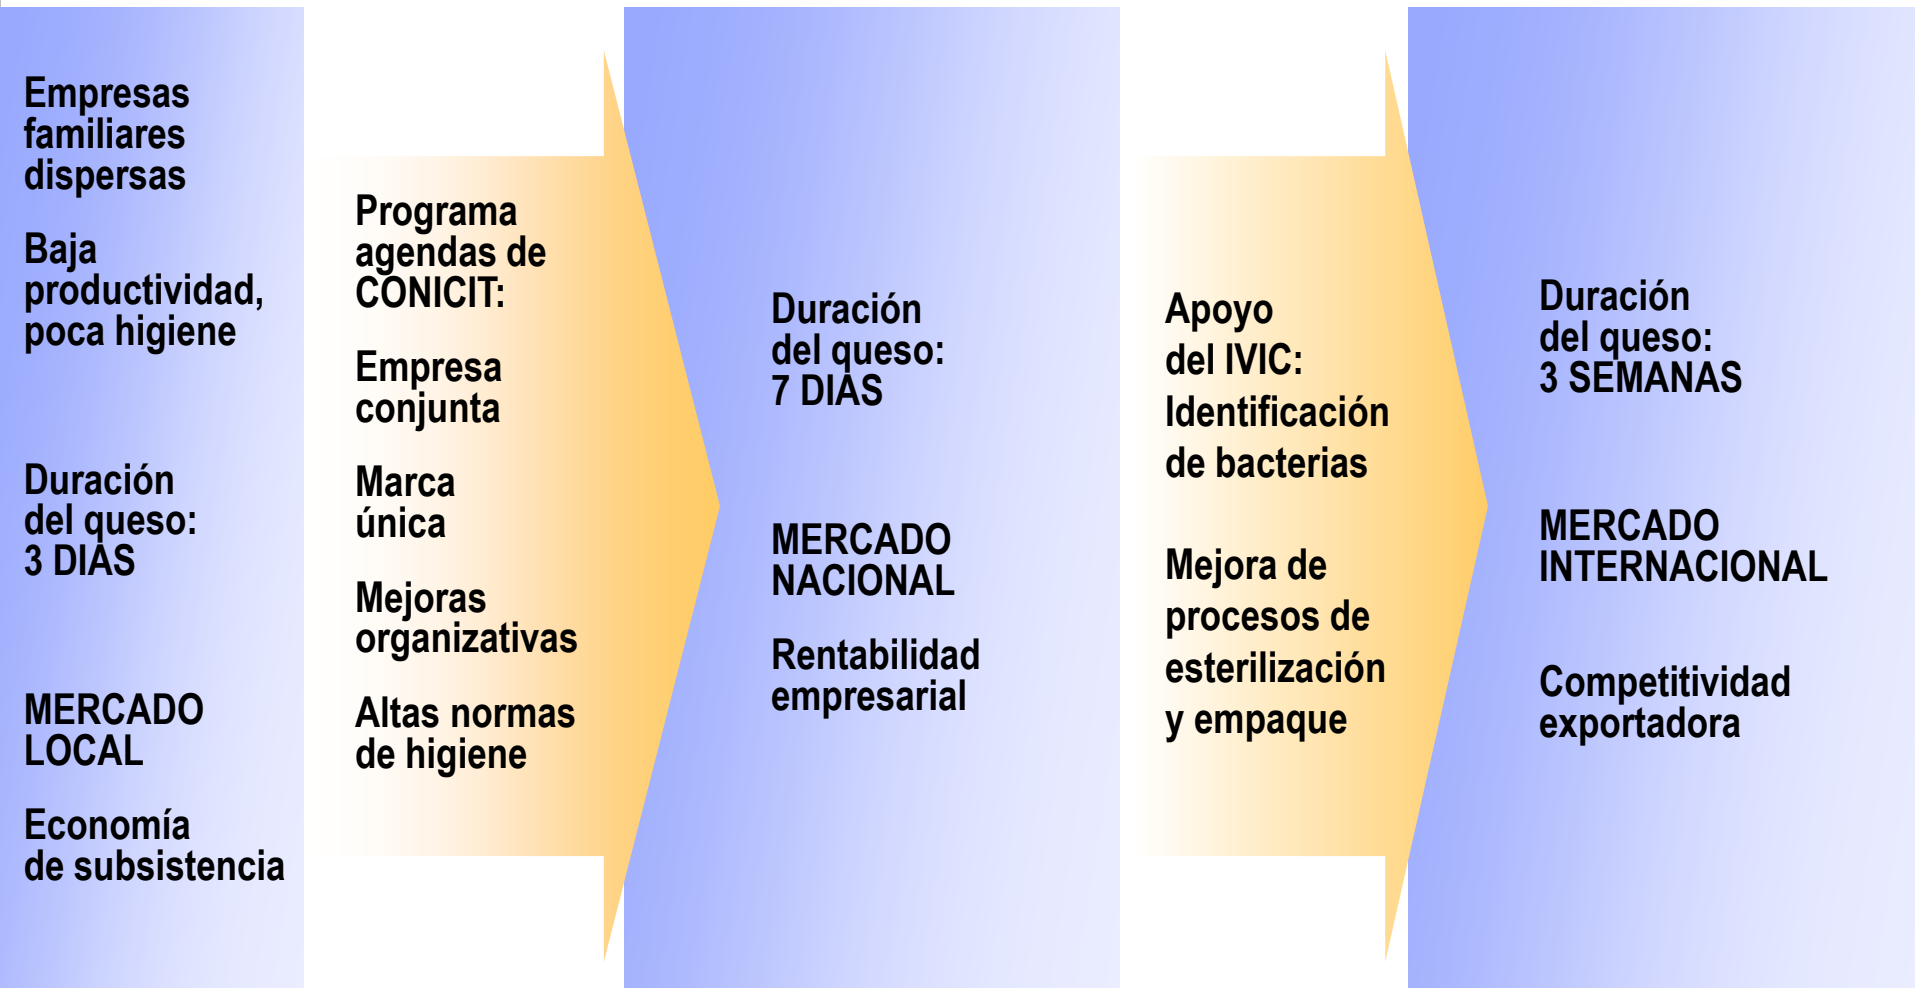 Empresas
familiares
dispersas
Baja
productividad,
poca higiene
Duración
del queso:
3 DIAS
MERCADO
LOCAL
Economía
de subsistencia
Programa
agendas de
CONICIT:
Empresa
conjunta
Marca
única
Mejoras
organizativas
Altas normas
de higiene
Duración
del queso:
7 DIAS
MERCADO
NACIONAL
Rentabilidad
empresarial
Apoyo
del IVIC:
Identificación
de bacterias
Mejora de
procesos de
esterilización
y empaque
Duración
del queso:
3 SEMANAS
MERCADO
INTERNACIONAL
Competitividad
exportadora